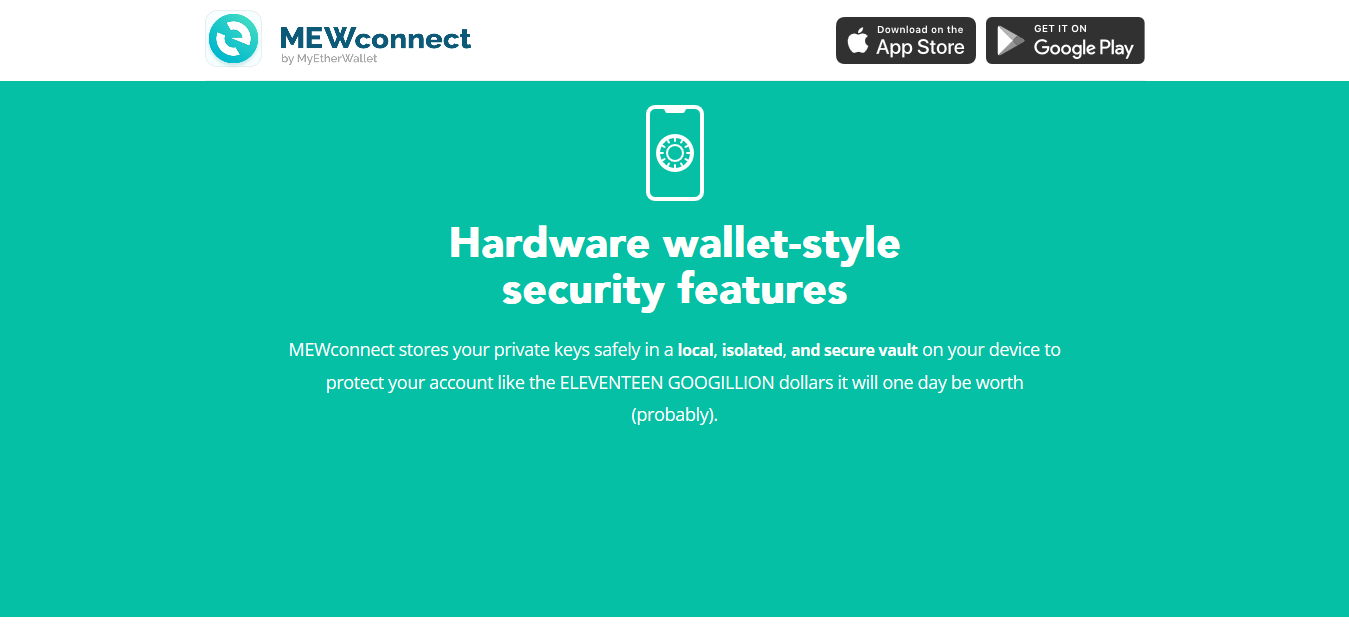 MEWconnect
by MyEtherWallet
Download on the
App Store
GET IT ON
Google Play
Hardware wallet-style
security features
MEWconnect stores your private keys safely in a local, isolated, and secure vault on your device to
protect your account like the ELEVENTEEN GOOGILLION dollars it will one day be worth
(probably).